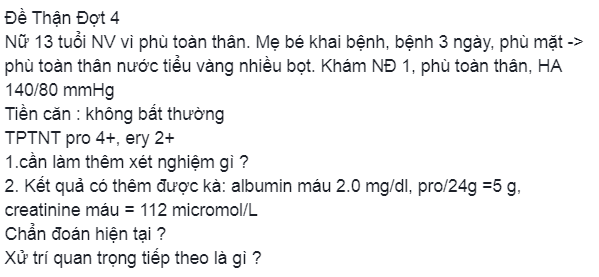 Đề Thận Đợt 4
Nữ 13 tuổi NV vì phù toàn thân. Mẹ bé khai bệnh, bệnh 3 ngày, phù mặt ->
phù toàn thân nước tiểu vàng nhiều bọt. Khám NĐ 1, phù toàn thân, HA
140/80 mmHg
Tiền căn : không bất thường
TPTNT pro 4+, ery 2+
1.cần làm thêm xét nghiệm gì ?
2. Kết quả có thêm được kà: albumin máu 2.0 mg/dl, pro/24g =5 g,
creatinine máu = 112 micromol/L
Chẩn đoán hiện tại ?
Xử trí quan trọng tiếp theo là gì ?